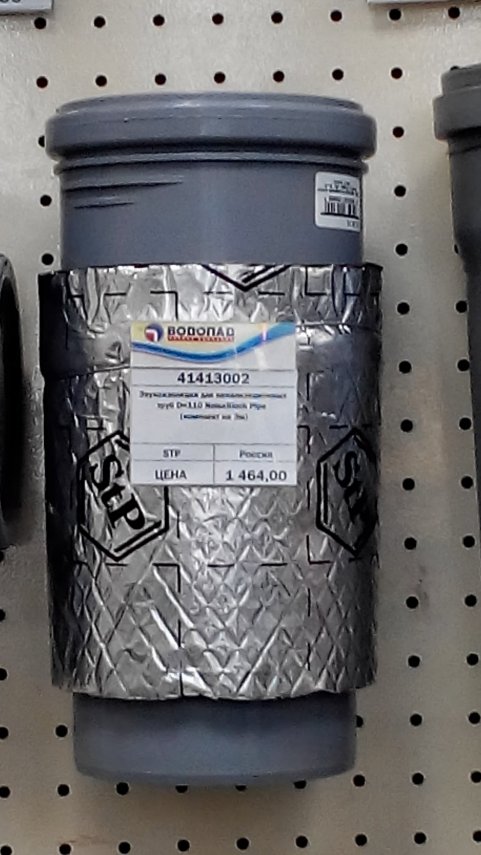 ВОДОПАД
41413002
Звукоизоляция для канализационных
труб D=110 NoiseBlock Pipe
(комплект на 3м)
STP Россия
ЦЕНА 1 464,00
StP
StP